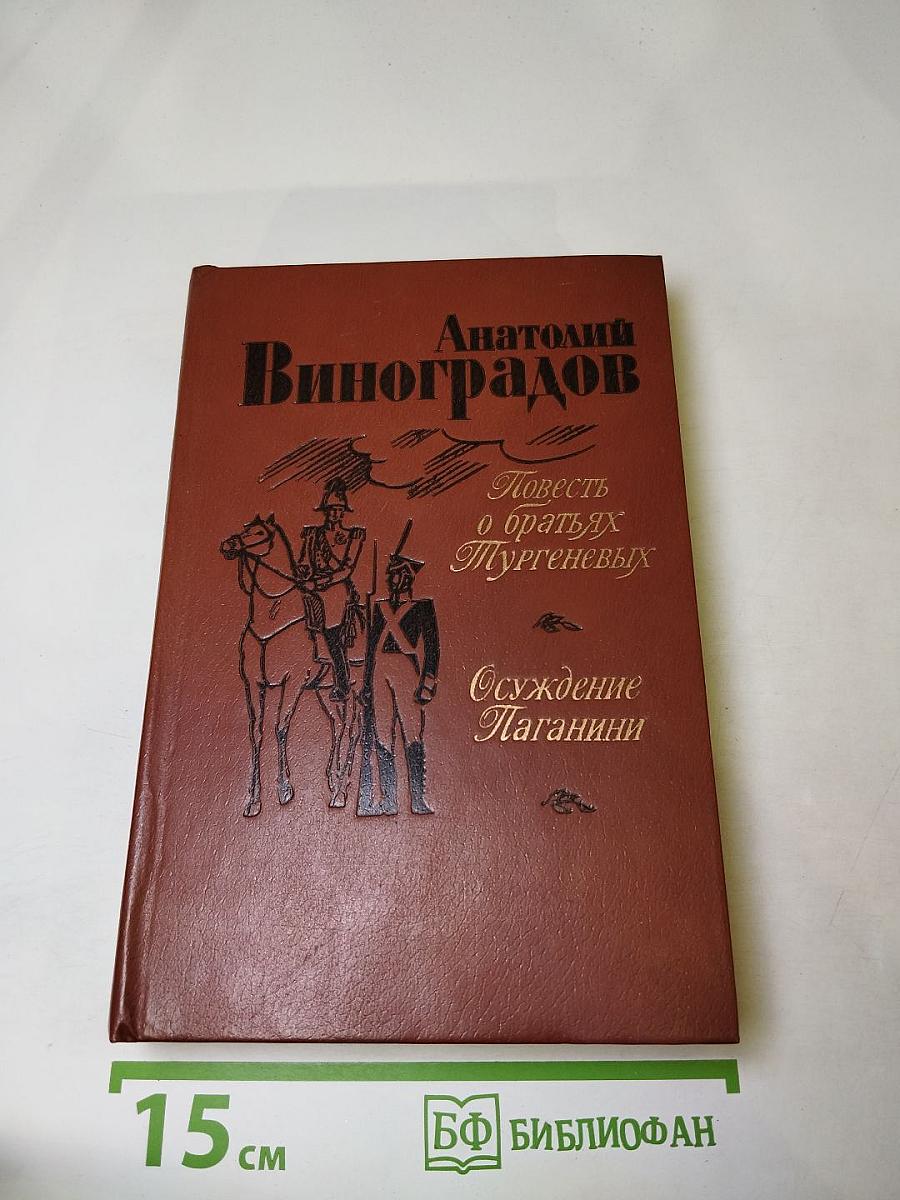 Анатолий
Виноградов
Повесть
о братьях
Тургеневых
Осуждение
Паганини
15 см
БФ БИБЛИОФАН